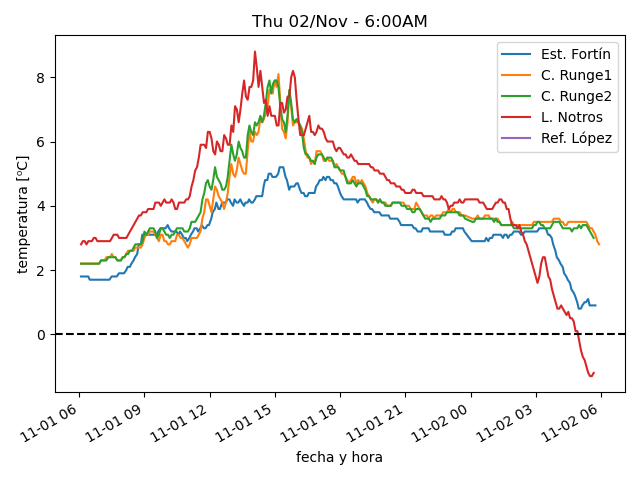 Thu 02/Nov - 6:00AM
Est. Fortín
C. Runge1
C. Runge2
L. Notros
Ref. López
temperatura [°C]
8
6
4
2
0
11-01 06
11-01 09
11-01 12
11-01 15
11-01 18
11-01 21
11-02 00
11-02 03
11-02 06
fecha y hora